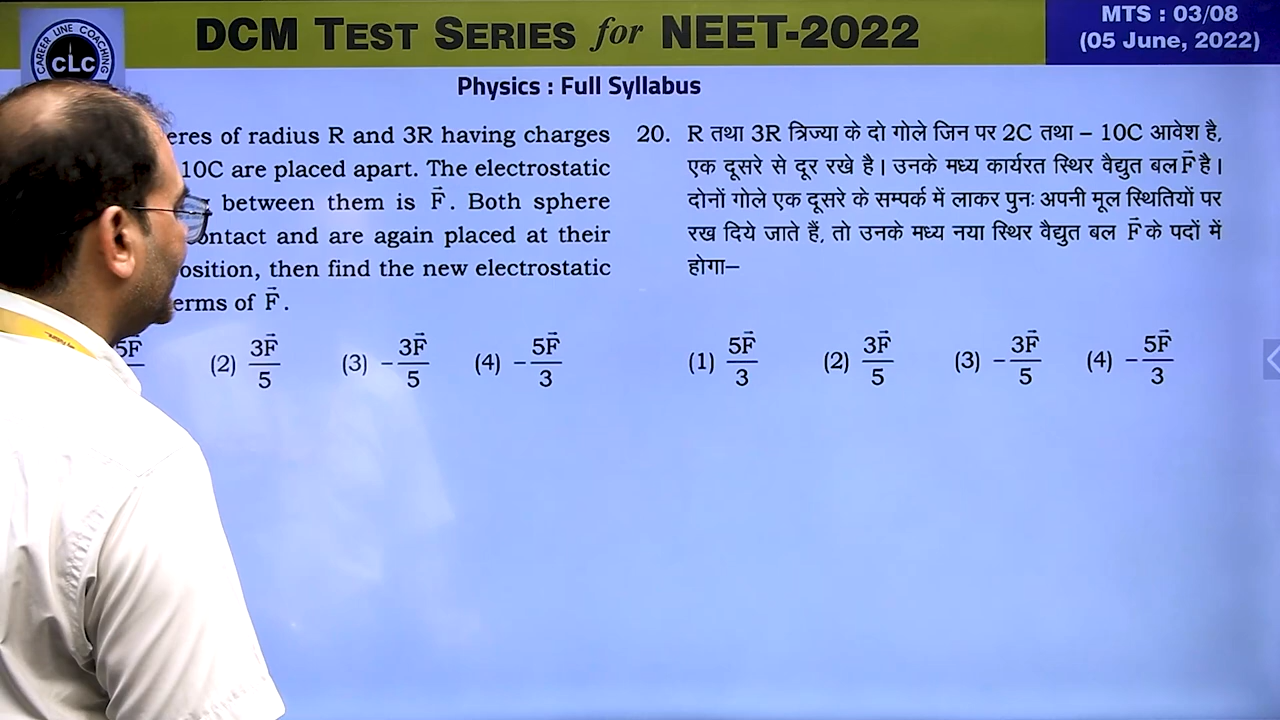 DCM TEST SERIES for NEET-2022
MTS : 03/08
(05 June, 2022)
CAREER LINE COACHING
CLC
Physics : Full Syllabus
of radius R and 3R having charges
10C are placed apart. The electrostatic
between them is F⃗. Both sphere
and are again placed at their
then find the new electrostatic
of F⃗.
5F⃗ (2) 3F⃗/5 (3) -3F⃗/5 (4) -5F⃗/3
20. R तथा 3R त्रिज्या के दो गोले जिन पर 2C तथा – 10C आवेश है,
एक दूसरे से दूर रखे है। उनके मध्य कार्यरत स्थिर वैद्युत बल F⃗ है।
दोनों गोले एक दूसरे के सम्पर्क में लाकर पुनः अपनी मूल स्थितियों पर
रख दिये जाते हैं, तो उनके मध्य नया स्थिर वैद्युत बल F⃗ के पदों में
होगा–
(1) 5F⃗/3 (2) 3F⃗/5 (3) -3F⃗/5 (4) -5F⃗/3